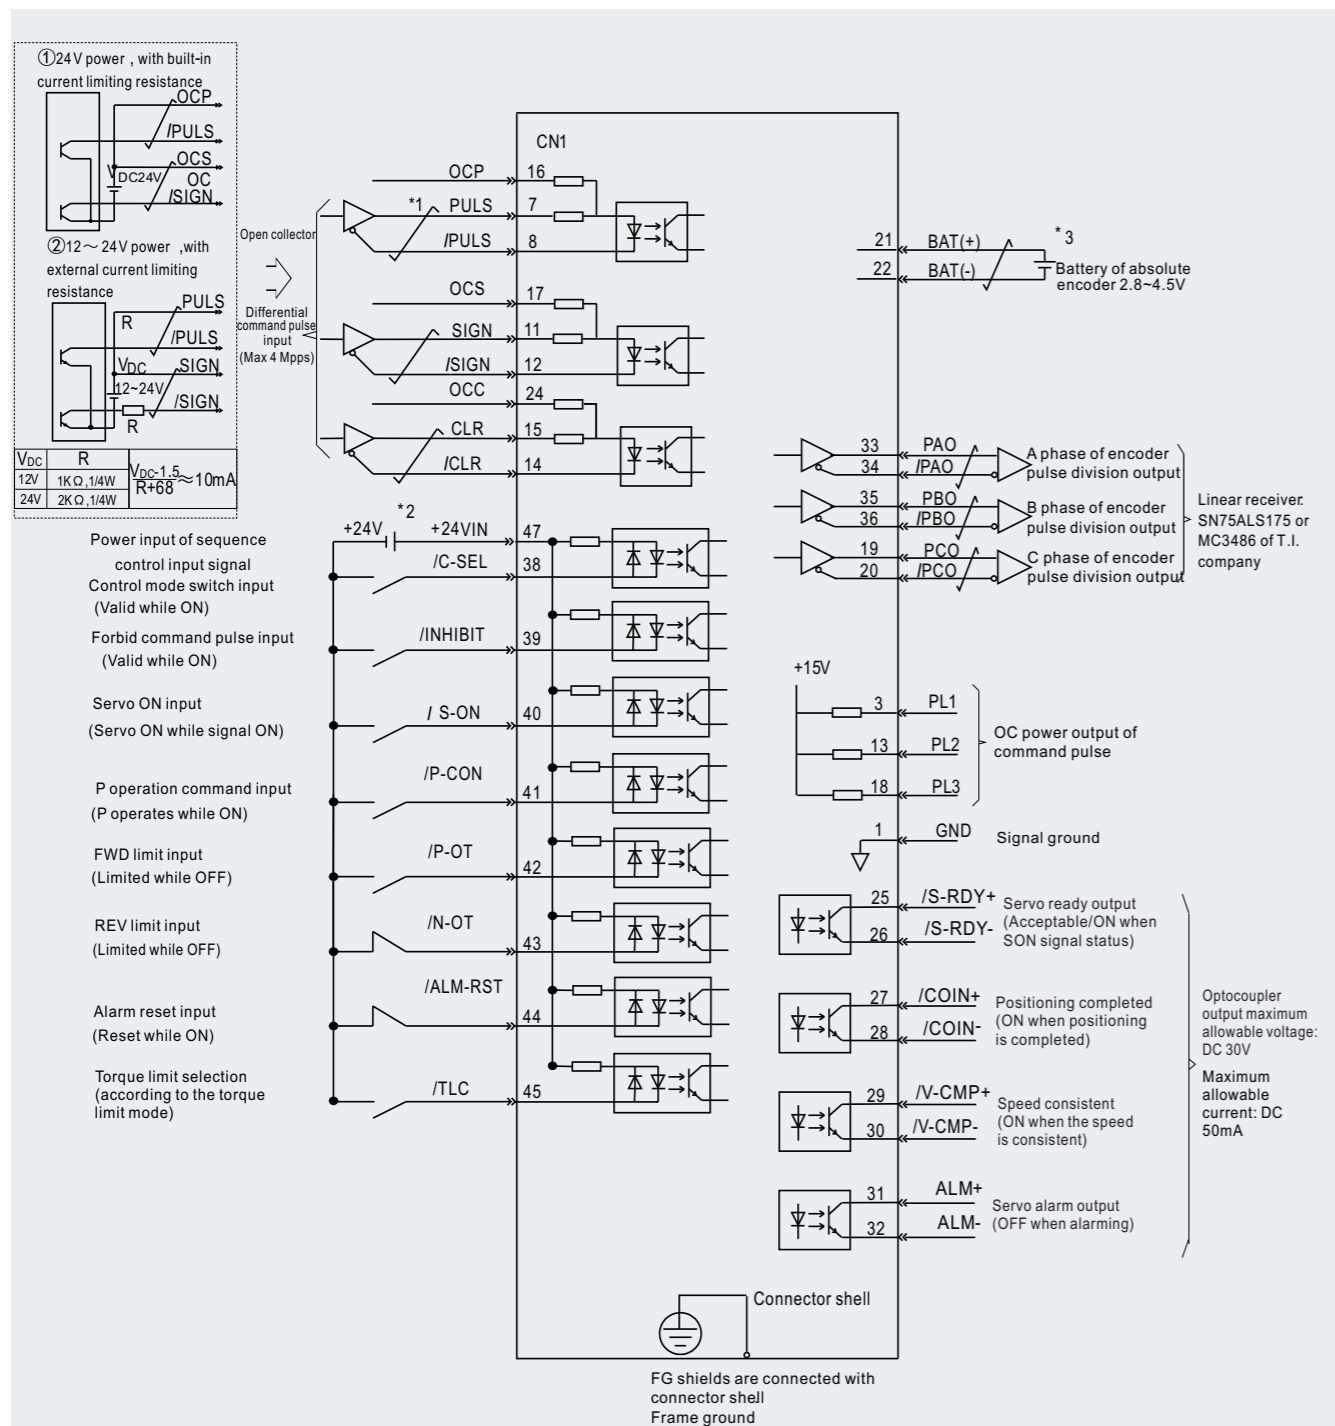 ①24V power , with built-in
current limiting resistance
OCP
/PULS
OCS
V
DC24V
OC
/SIGN
②12～24V power ,with
external current limiting
resistance
PULS
R
/PULS
VDC
SIGN
12~24V
/SIGN
R
VDC R
12V 1KΩ,1/4W
24V 2KΩ,1/4W
VDC-1.5
R+68
≈10mA
Open collector
Differential
command pulse
input
(Max 4 Mpps)
CN1
OCP 16
*1 PULS 7
/PULS 8
OCS 17
SIGN 11
/SIGN 12
OCC 24
CLR 15
/CLR 14
*2
+24V +24VIN 47
/C-SEL 38
/INHIBIT 39
/ S-ON 40
/P-CON 41
/P-OT 42
/N-OT 43
/ALM-RST 44
/TLC 45
Power input of sequence
control input signal
Control mode switch input
(Valid while ON)
Forbid command pulse input
(Valid while ON)
Servo ON input
(Servo ON while signal ON)
P operation command input
(P operates while ON)
FWD limit input
(Limited while OFF)
REV limit input
(Limited while OFF)
Alarm reset input
(Reset while ON)
Torque limit selection
(according to the torque
limit mode)
21 BAT(+)
22 BAT(-)
*3
Battery of absolute
encoder 2.8~4.5V
33 PAO
34 /PAO
A phase of encoder
pulse division output
35 PBO
36 /PBO
B phase of encoder
pulse division output
19 PCO
20 /PCO
C phase of encoder
pulse division output
Linear receiver:
SN75ALS175 or
MC3486 of T.I.
company
+15V
3 PL1
13 PL2
18 PL3
OC power output of
command pulse
1 GND Signal ground
25 /S-RDY+
26 /S-RDY-
Servo ready output
(Acceptable/ON when
SON signal status)
27 /COIN+
28 /COIN-
Positioning completed
(ON when positioning
is completed)
29 /V-CMP+
30 /V-CMP-
Speed consistent
(ON when the speed
is consistent)
31 ALM+
32 ALM-
Servo alarm output
(OFF when alarming)
Optocoupler
output maximum
allowable voltage:
DC 30V
Maximum
allowable
current: DC
50mA
Connector shell
FG shields are connected with
connector shell
Frame ground